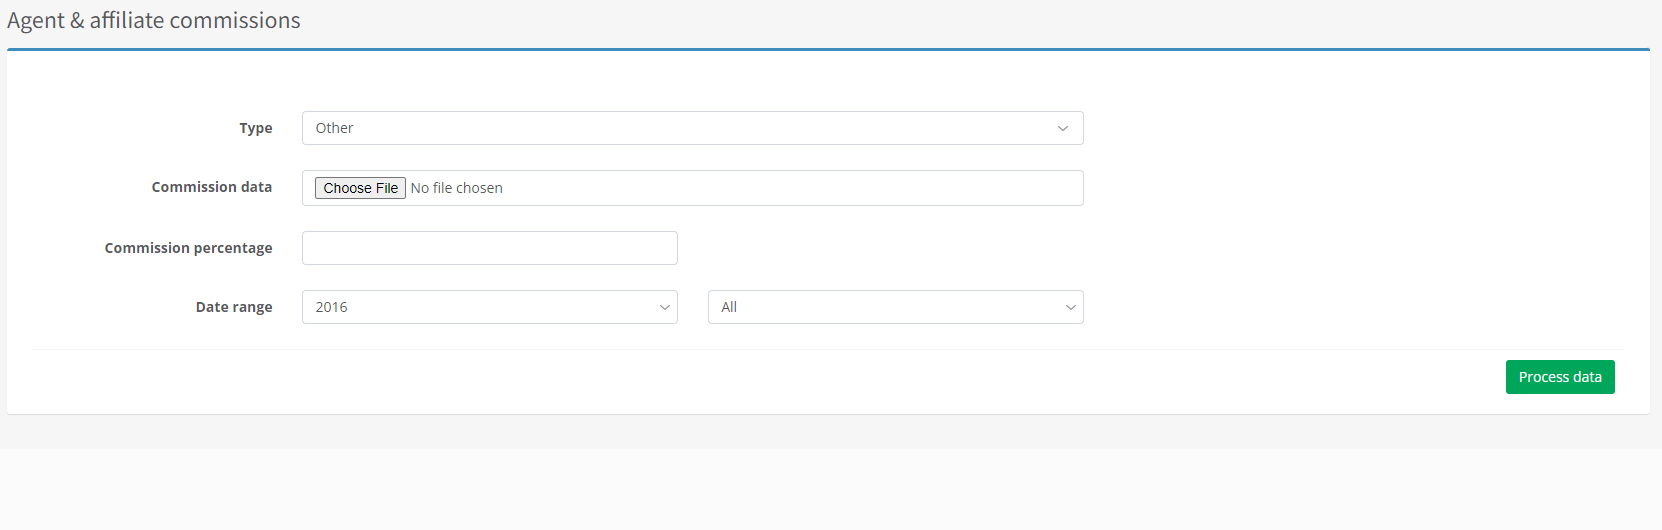 Agent & affiliate commissions
Type
Other
Commission data
Choose File No file chosen
Commission percentage
Date range
2016
All
Process data